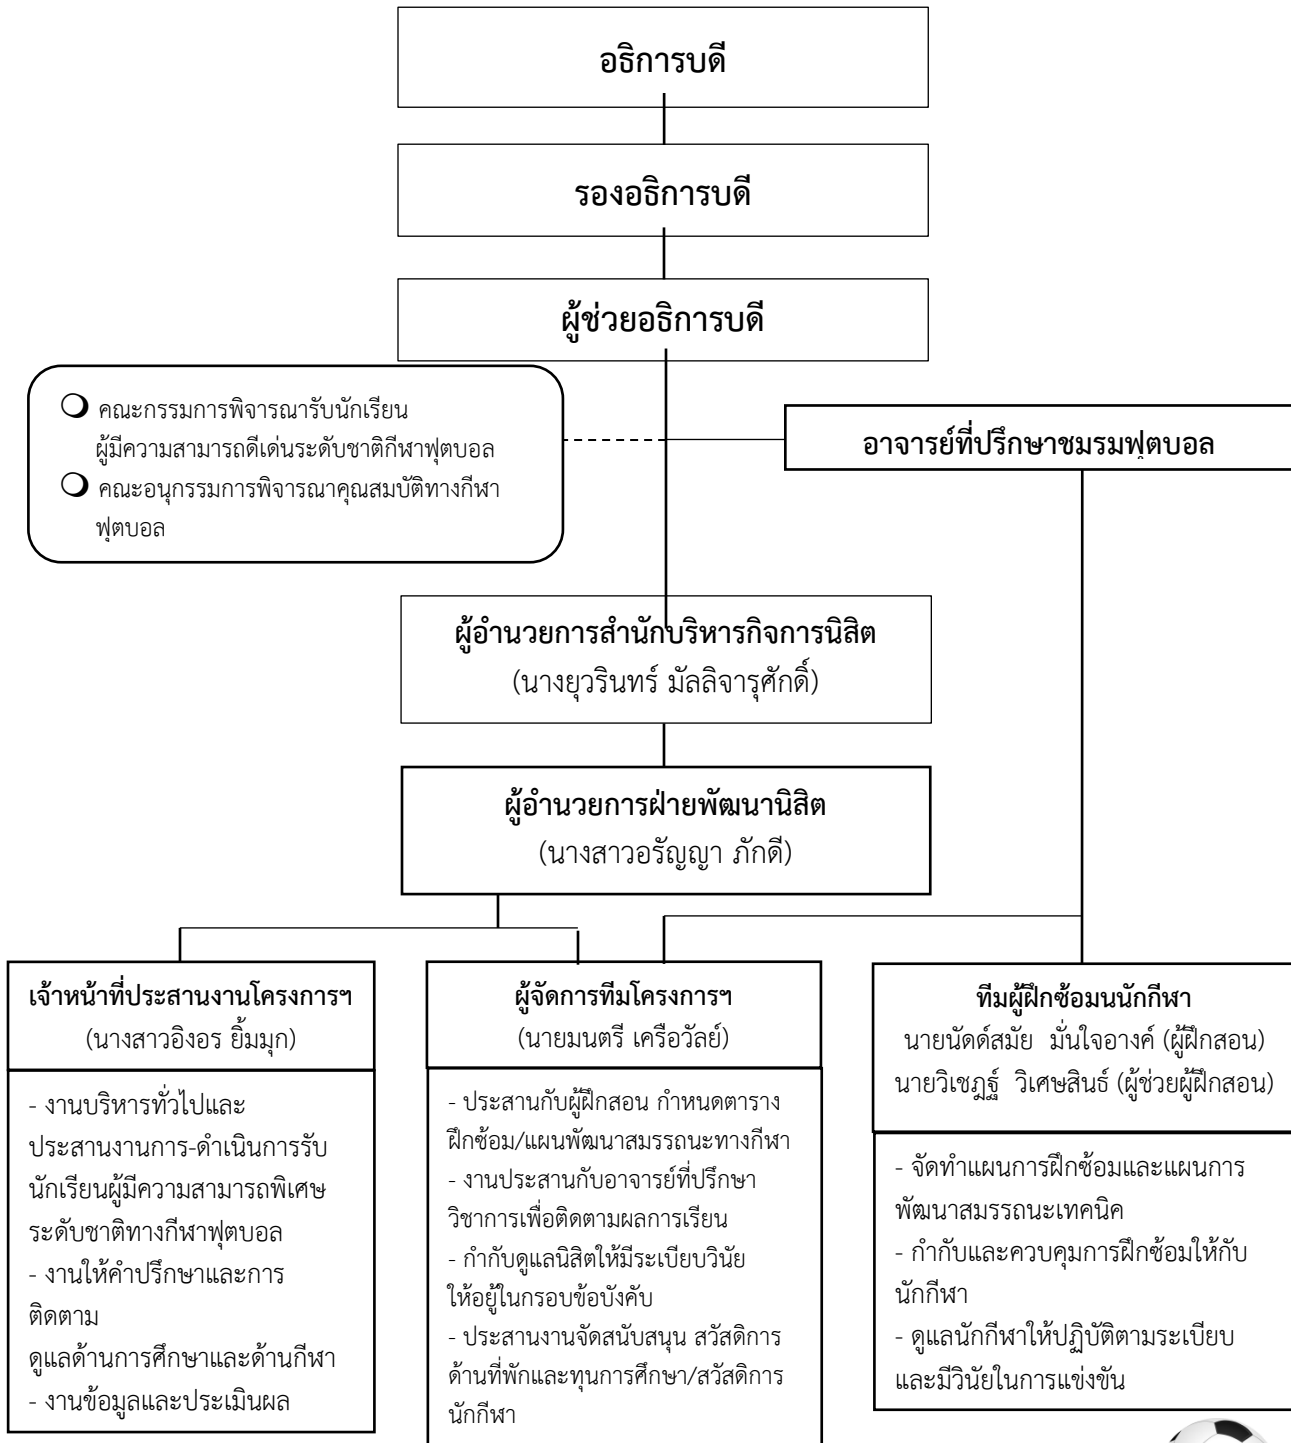 อธิการบดี
รองอธิการบดี
ผู้ช่วยอธิการบดี
คณะกรรมการพิจารณารับนักเรียน
ผู้มีความสามารถดีเด่นระดับชาติกีฬาฟุตบอล
คณะอนุกรรมการพิจารณาคุณสมบัติทางกีฬา
ฟุตบอล
อาจารย์ที่ปรึกษาชมรมฟุตบอล
ผู้อำนวยการสำนักบริหารกิจการนิสิต
(นางยุวรินทร์ มัลลิจารุศักดิ์)
ผู้อำนวยการฝ่ายพัฒนานิสิต
(นางสาวอรัญญา ภักดี)
เจ้าหน้าที่ประสานงานโครงการฯ
(นางสาวอิงอร ยิ้มมุก)
- งานบริหารทั่วไปและ
ประสานงานการ-ดำเนินการรับ
นักเรียนผู้มีความสามารถพิเศษ
ระดับชาติทางกีฬาฟุตบอล
- งานให้คำปรึกษาและการ
ติดตาม
ดูแลด้านการศึกษาและด้านกีฬา
- งานข้อมูลและประเมินผล
ผู้จัดการทีมโครงการฯ
(นายมนตรี เครือวัลย์)
- ประสานกับผู้ฝึกสอน กำหนดตาราง
ฝึกซ้อม/แผนพัฒนาสมรรถนะทางกีฬา
- งานประสานกับอาจารย์ที่ปรึกษา
วิชาการเพื่อติดตามผลการเรียน
- กำกับดูแลนิสิตให้มีระเบียบวินัย
ให้อยู่ในกรอบข้อบังคับ
- ประสานงานจัดสนับสนุน สวัสดิการ
ด้านที่พักและทุนการศึกษา/สวัสดิการ
นักกีฬา
ทีมผู้ฝึกซ้อมนนักกีฬา
นายนัดด์สมัย มั่นใจอางค์ (ผู้ฝึกสอน)
นายวิเชฎฐ์ วิเศษสินธ์ (ผู้ช่วยผู้ฝึกสอน)
- จัดทำแผนการฝึกซ้อมและแผนการ
พัฒนาสมรรถนะเทคนิค
- กำกับและควบคุมการฝึกซ้อมให้กับ
นักกีฬา
- ดูแลนักกีฬาให้ปฏิบัติตามระเบียบ
และมีวินัยในการแข่งขัน